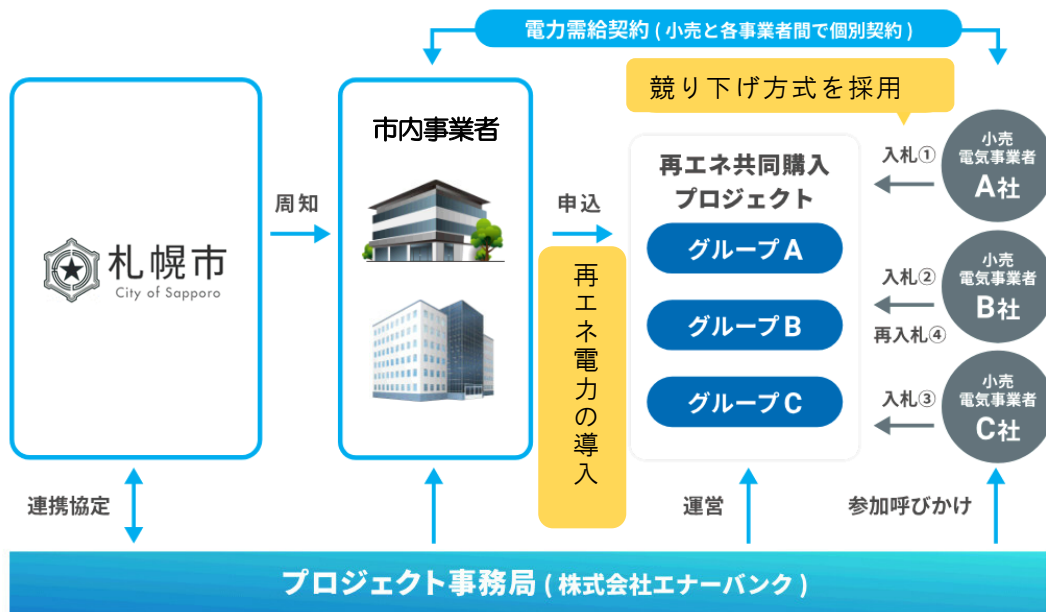 電力需給契約 ( 小売と各事業者間で個別契約 )
競り下げ方式を採用
札幌市
City of Sapporo
周知
市内事業者
申込
再エネ電力の導入
再エネ共同購入
プロジェクト
グループ A
グループ B
グループ C
入札①
入札②
再入札④
入札③
小売
電気事業者
A社
小売
電気事業者
B社
小売
電気事業者
C社
連携協定
運営
参加呼びかけ
プロジェクト事務局 ( 株式会社エナーバンク )